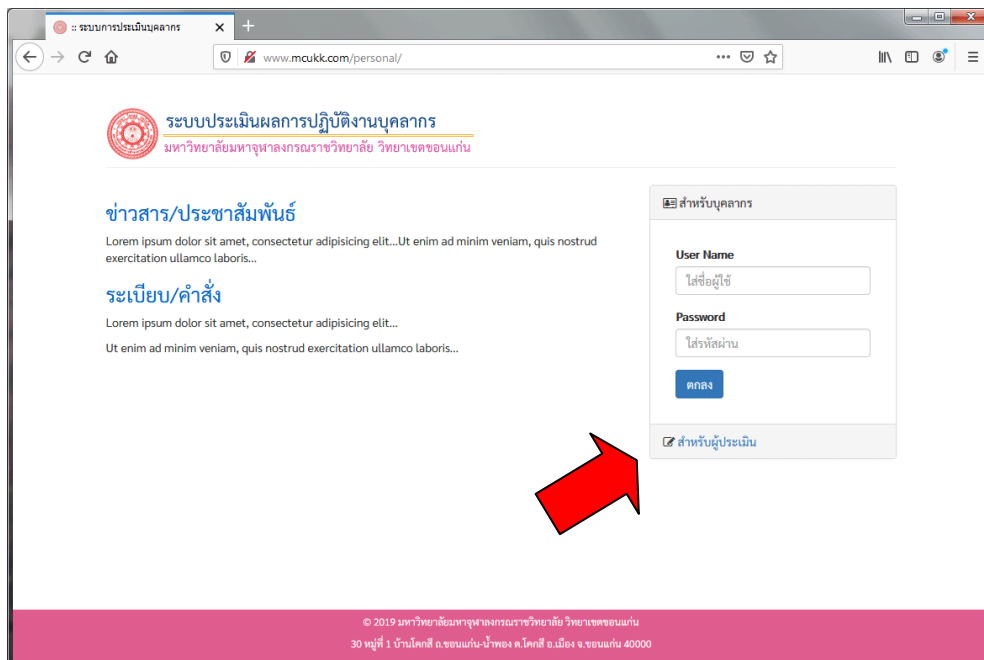 :: ระบบการประเมินบุคลากร
www.mcukk.com/personal/
ระบบประเมินผลการปฏิบัติงานบุคลากร
มหาวิทยาลัยมหาจุฬาลงกรณราชวิทยาลัย วิทยาเขตขอนแก่น
ข่าวสาร/ประชาสัมพันธ์
Lorem ipsum dolor sit amet, consectetur adipisicing elit...Ut enim ad minim veniam, quis nostrud
exercitation ullamco laboris...
ระเบียบ/คำสั่ง
Lorem ipsum dolor sit amet, consectetur adipisicing elit...
Ut enim ad minim veniam, quis nostrud exercitation ullamco laboris...
สำหรับบุคลากร
User Name
ใส่ชื่อผู้ใช้
Password
ใส่รหัสผ่าน
ตกลง
สำหรับผู้ประเมิน
© 2019 มหาวิทยาลัยมหาจุฬาลงกรณราชวิทยาลัย วิทยาเขตขอนแก่น
30 หมู่ที่ 1 บ้านโคกสี ถ.ขอนแก่น-น้ำพอง ต.โคกสี อ.เมือง จ.ขอนแก่น 40000